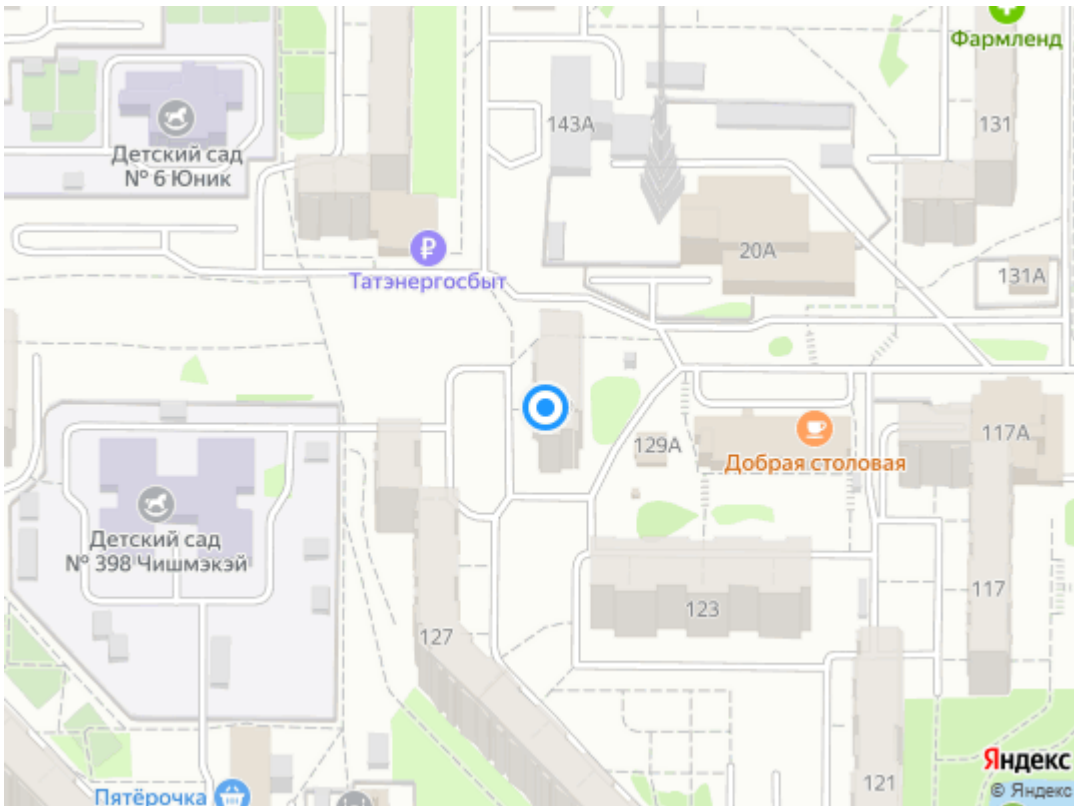 Фармленд
143А
131
Детский сад
№ 6 Юник
20А
Татэнергосбыт
131А
117А
129А
Добрая столовая
Детский сад
№ 398 Чишмэкэй
117
123
127
121
Яндекс
© Яндекс
Пятёрочка